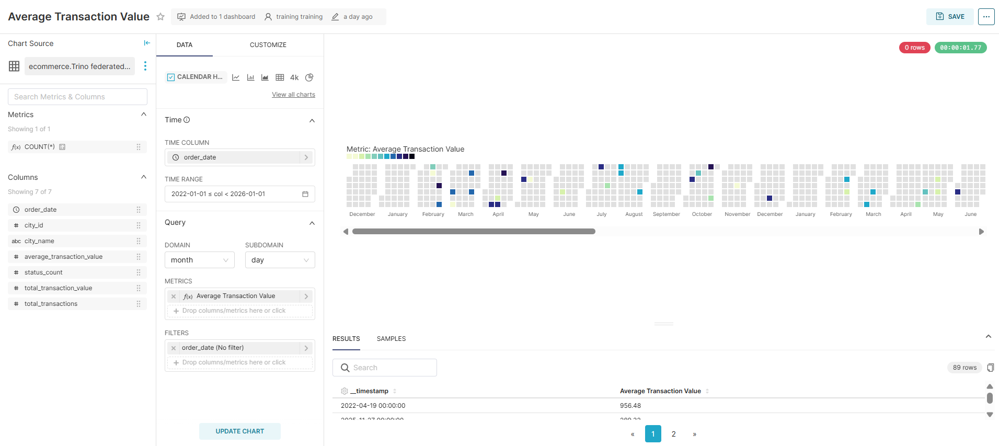 Average Transaction Value
Added to 1 dashboard
training training
a day ago
SAVE
Chart Source
ecommerce.Trino federated...
Search Metrics & Columns
Metrics
Showing 1 of 1
f(x) COUNT(*)
Columns
Showing 7 of 7
order_date
# city_id
abc city_name
# average_transaction_value
# status_count
# total_transaction_value
# total_transactions
DATA
CUSTOMIZE
CALENDAR H...
4k
View all charts
Time
TIME COLUMN
order_date
TIME RANGE
2022-01-01 ≤ col < 2026-01-01
Query
DOMAIN
SUBDOMAIN
month
day
METRICS
f(x) Average Transaction Value
Drop columns/metrics here or click
FILTERS
order_date (No filter)
Drop columns/metrics here or click
UPDATE CHART
0 rows
00:00:01.77
Metric: Average Transaction Value
December January February March April May June July August September October November December January February March April May June
RESULTS
SAMPLES
Search
89 rows
__timestamp
Average Transaction Value
2022-04-19 00:00:00
956.48
2025-11-27 00:00:00
« 1 2 »